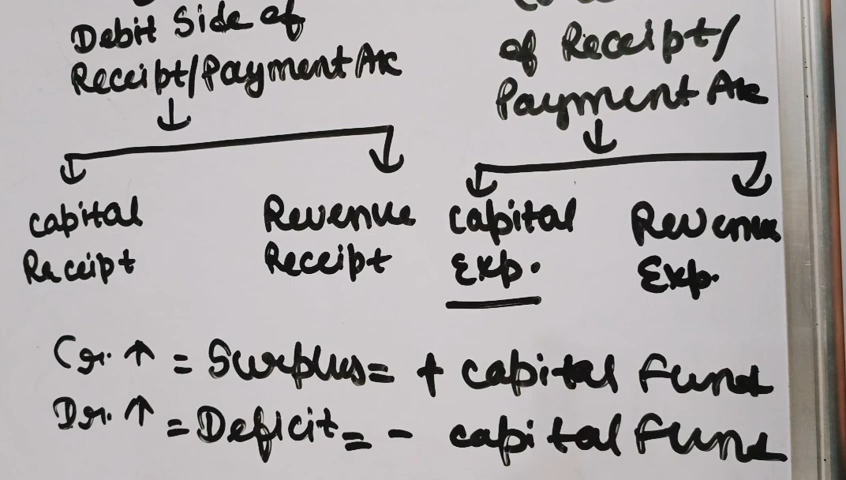 Debit Side of
Receipt/Payment A/c
of Receipt/
Payment A/c
Capital
Receipt
Revenue
Receipt
Capital
Exp.
Revenue
Exp.
Cr. ↑ = Surplus = + Capital Fund
Dr. ↑ = Deficit = - Capital Fund